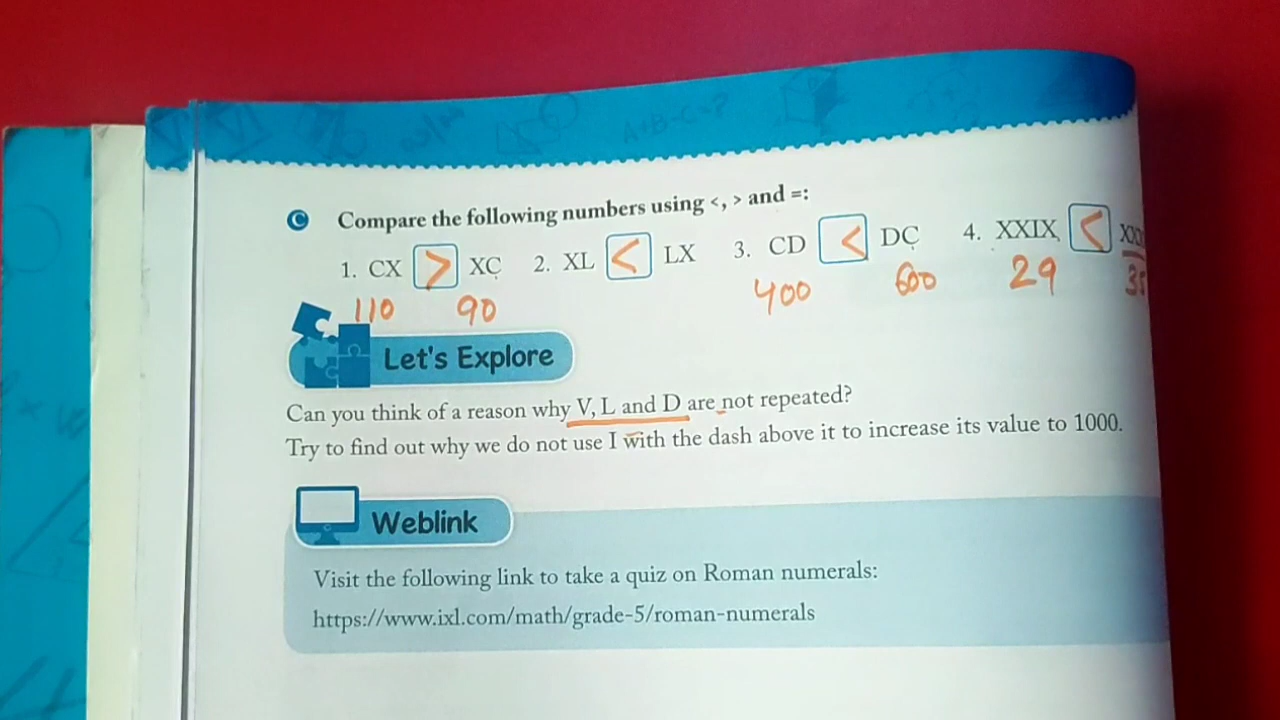 C Compare the following numbers using <, > and =:
1. CX > XC 2. XL < LX 3. CD < DC 4. XXIX <
110 90 400 600 29
Let's Explore
Can you think of a reason why V, L and D are not repeated?
Try to find out why we do not use I with the dash above it to increase its value to 1000.
Weblink
Visit the following link to take a quiz on Roman numerals:
https://www.ixl.com/math/grade-5/roman-numerals